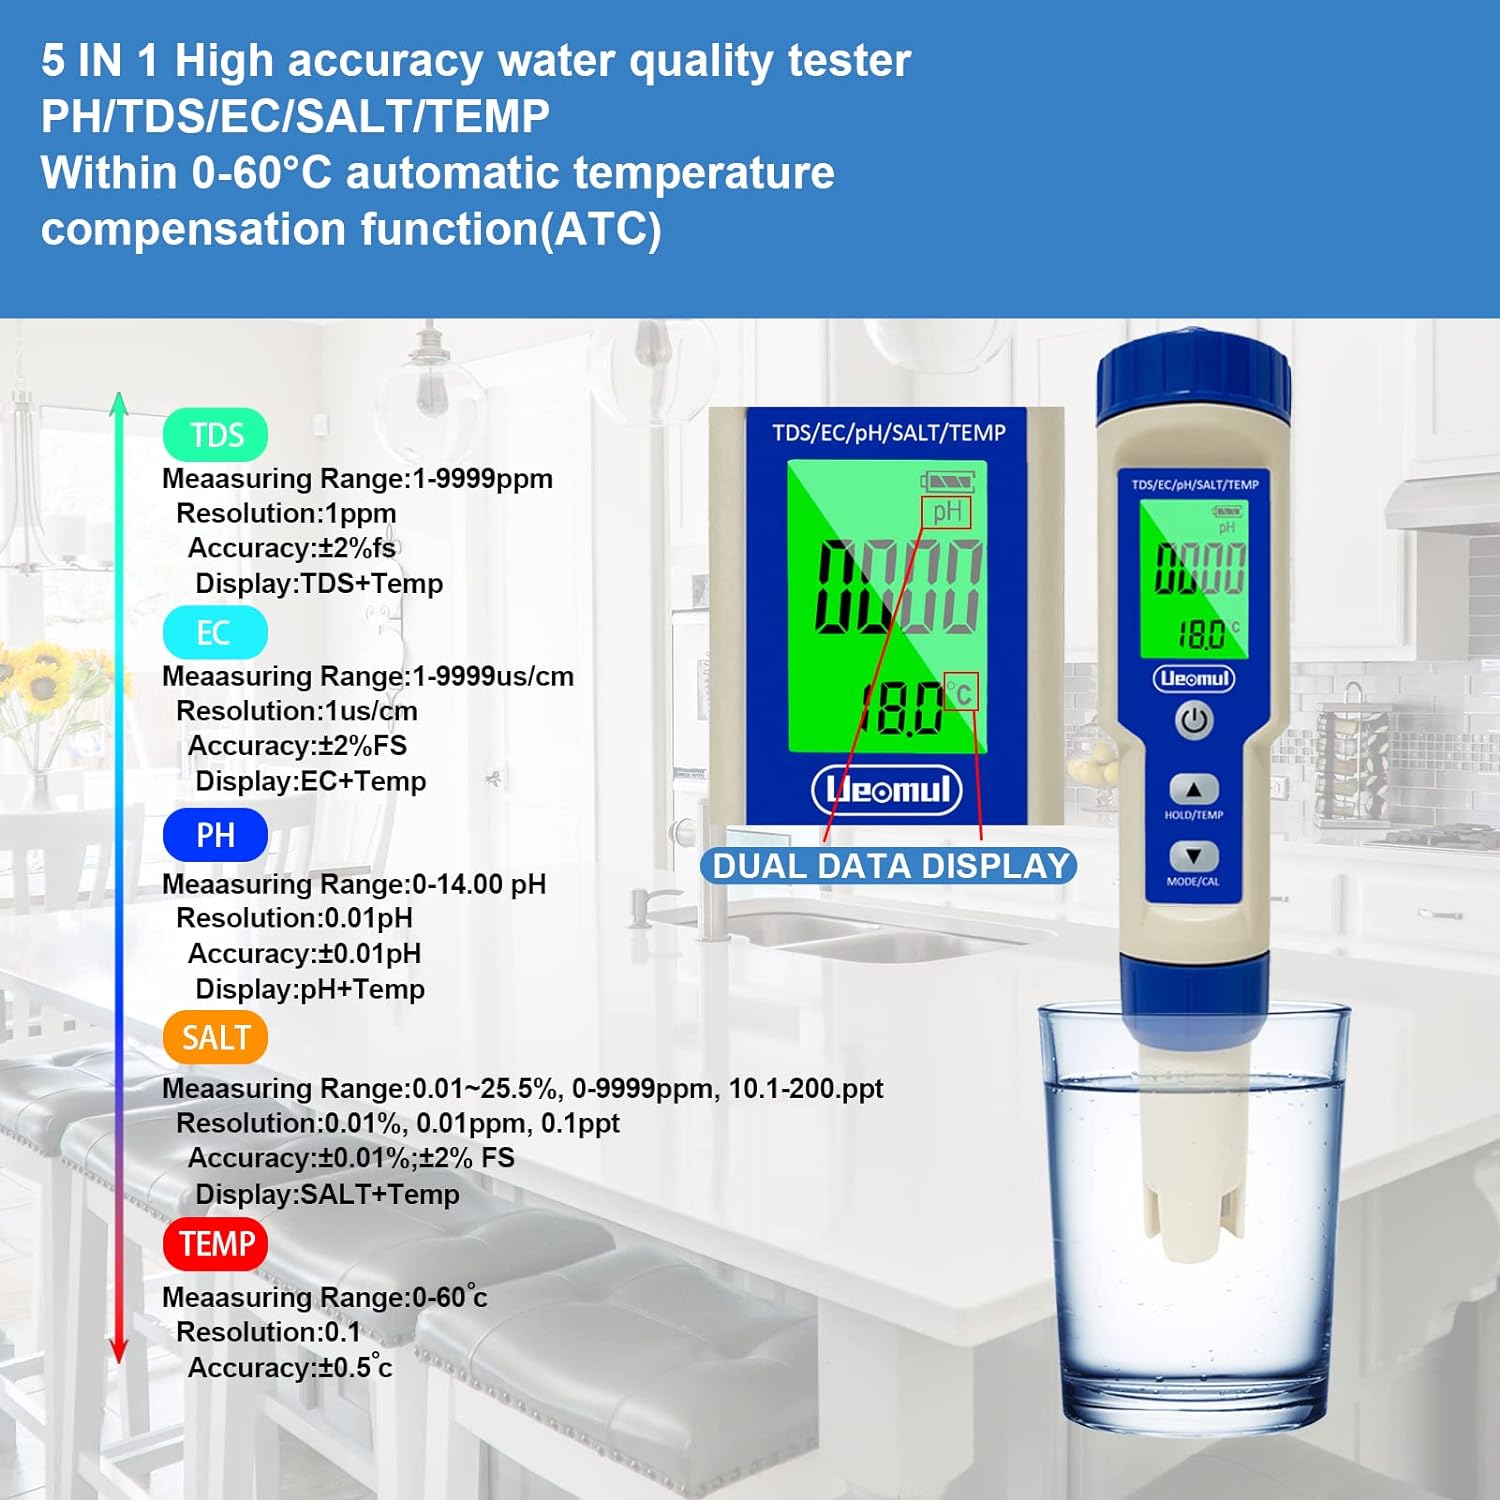 5 IN 1 High accuracy water quality tester
PH/TDS/EC/SALT/TEMP
Within 0-60°C automatic temperature
compensation function(ATC)
TDS
Meaasuring Range:1-9999ppm
Resolution:1ppm
Accuracy:±2%fs
Display:TDS+Temp
EC
Meaasuring Range:1-9999us/cm
Resolution:1us/cm
Accuracy:±2%FS
Display:EC+Temp
PH
Meaasuring Range:0-14.00 pH
Resolution:0.01pH
Accuracy:±0.01pH
Display:pH+Temp
SALT
Meaasuring Range:0.01~25.5%, 0-9999ppm, 10.1-200.ppt
Resolution:0.01%, 0.01ppm, 0.1ppt
Accuracy:±0.01%;±2% FS
Display:SALT+Temp
TEMP
Meaasuring Range:0-60°c
Resolution:0.1
Accuracy:±0.5°c
TDS/EC/pH/SALT/TEMP
pH
0000
18.0°C
Ueomul
DUAL DATA DISPLAY
TDS/EC/pH/SALT/TEMP
pH
0000
18.0°C
Ueomul
HOLD/TEMP
MODE/CAL